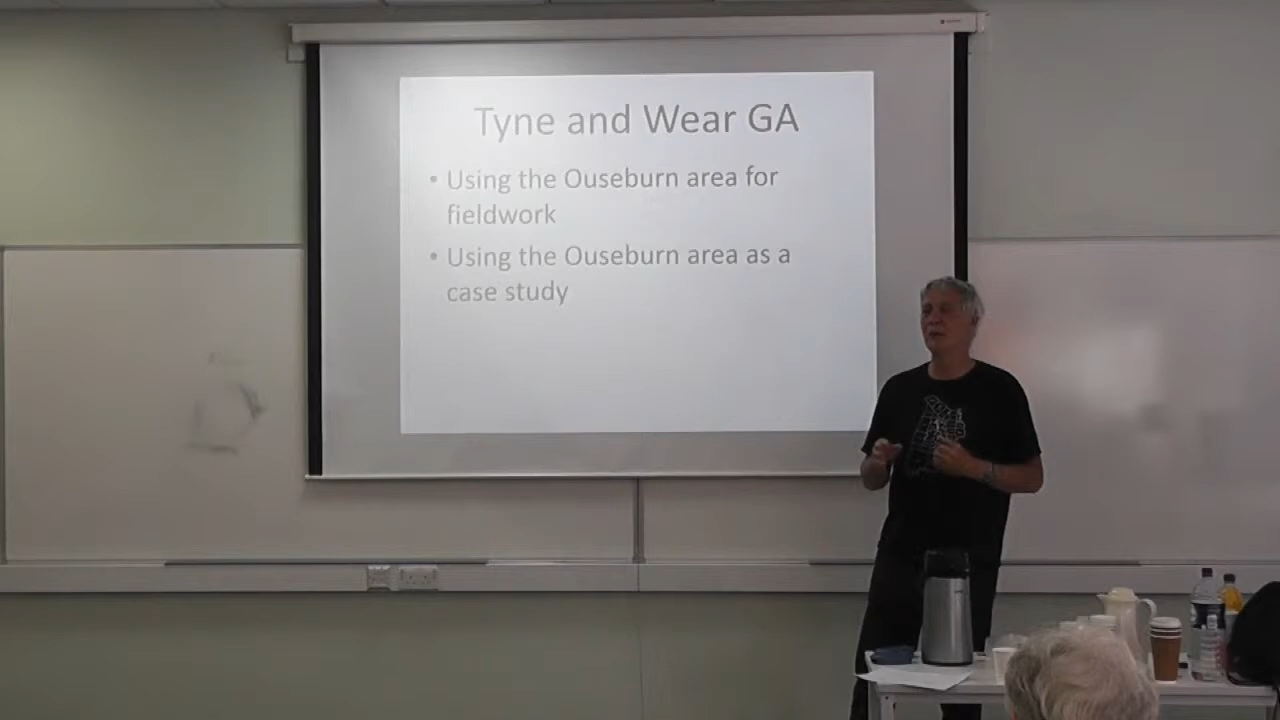 Tyne and Wear GA
• Using the Ouseburn area for
fieldwork
• Using the Ouseburn area as a
case study